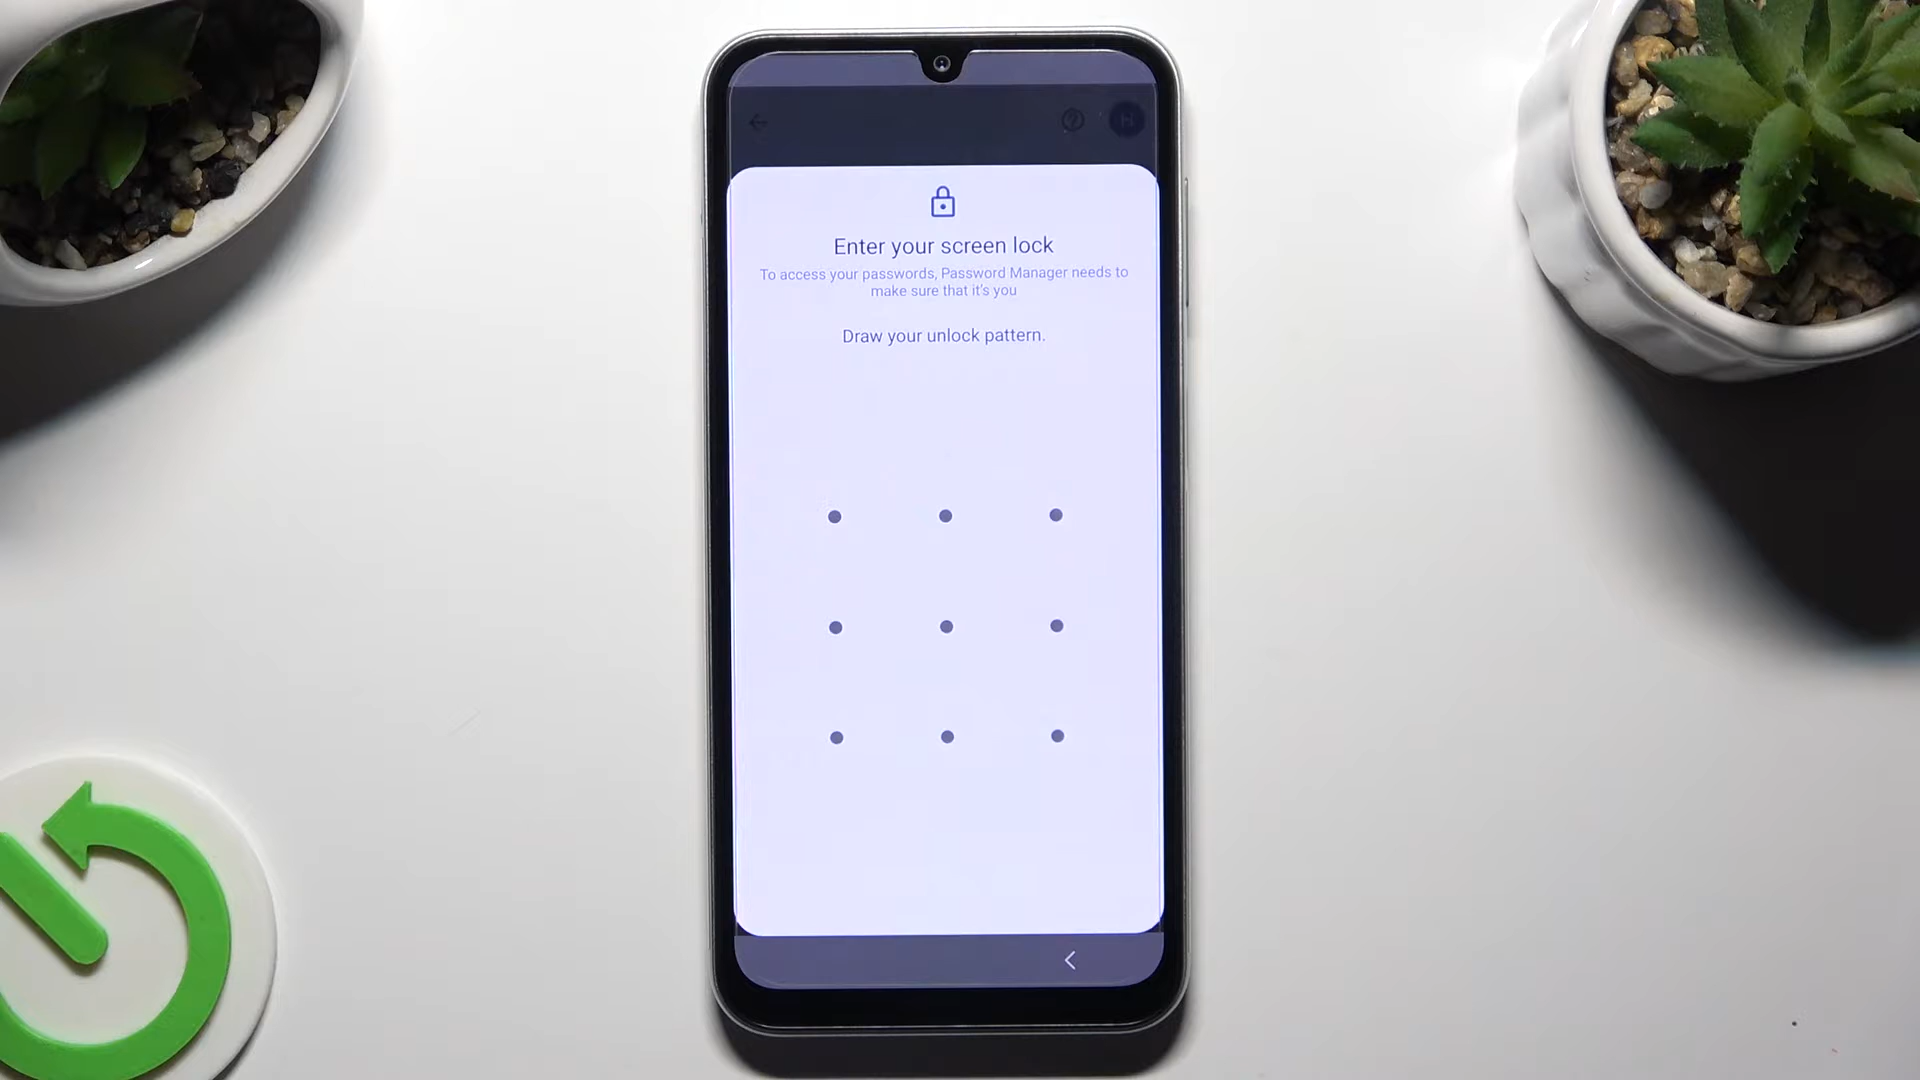 Enter your screen lock
To access your passwords, Password Manager needs to
make sure that it's you
Draw your unlock pattern.